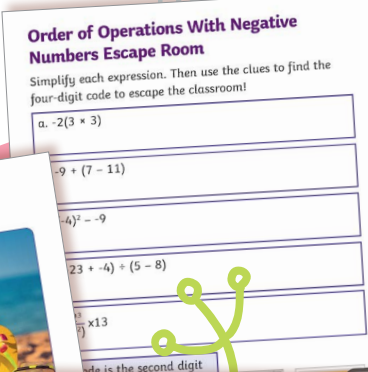 Order of Operations With Negative
Numbers Escape Room
Simplify each expression. Then use the clues to find the
four-digit code to escape the classroom!
a. -2(3 × 3)
-9 + (7 – 11)
-4)² – -9
23 + -4) ÷ (5 – 8)
x13
is the second digit